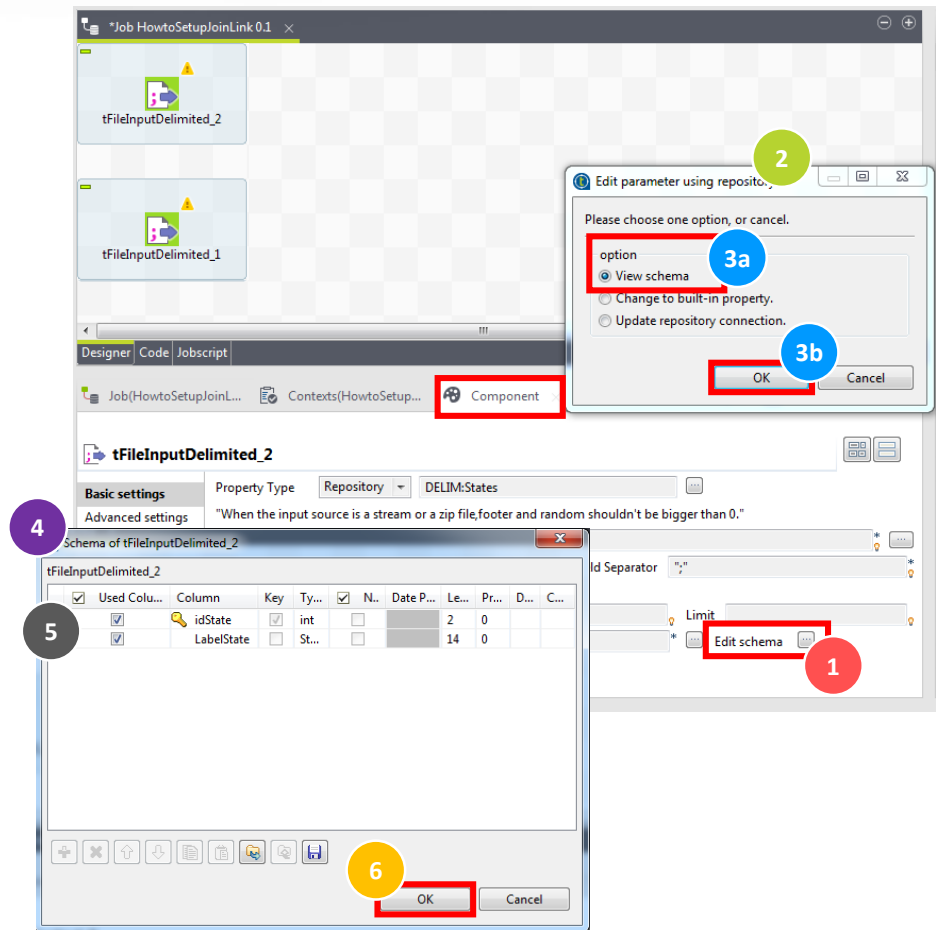 *Job HowtoSetupJoinLink 0.1
tFileInputDelimited_2
tFileInputDelimited_1
2
Edit parameter using reposito
Please choose one option, or cancel.
option
3a
View schema
Change to built-in property.
Update repository connection.
3b
OK Cancel
Designer Code Jobscript
Job(HowtoSetupJoinL... Contexts(HowtoSetup... Component
tFileInputDelimited_2
Basic settings
Advanced settings
Property Type Repository DELIM:States
"When the input source is a stream or a zip file,footer and random shouldn't be bigger than 0."
*
ld Separator ";" *
Limit
* Edit schema
1
4
Schema of tFileInputDelimited_2
tFileInputDelimited_2
Used Colu... Column Key Ty... N.. Date P... Le... Pr... D... C...
idState int 2 0
5
LabelState St... 14 0
6
OK Cancel